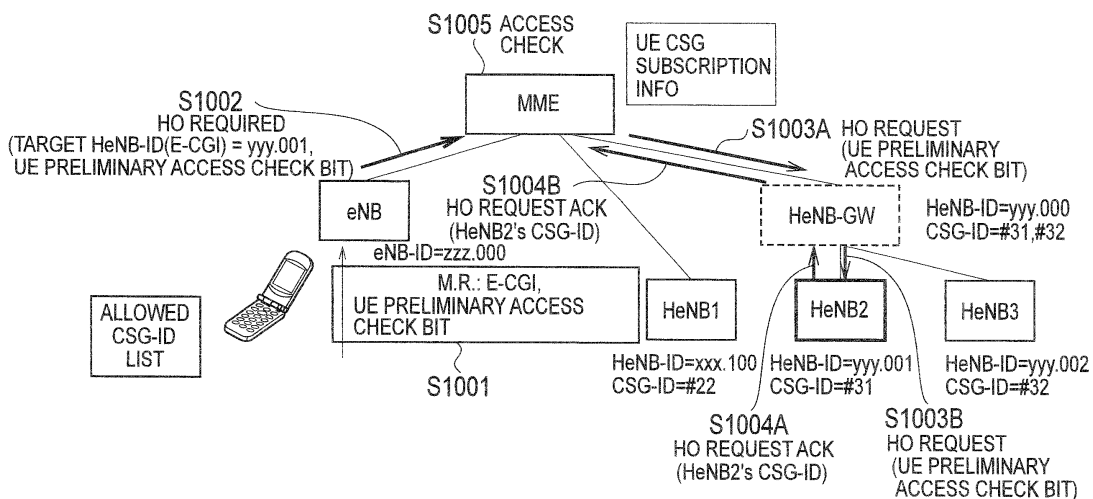 S1005 ACCESS
CHECK
UE CSG
SUBSCRIPTION
INFO
MME
S1002
HO REQUIRED
(TARGET HeNB-ID(E-CGI) = yyy.001,
UE PRELIMINARY ACCESS CHECK BIT)
S1003A HO REQUEST
(UE PRELIMINARY
ACCESS CHECK BIT)
S1004B
HO REQUEST ACK
(HeNB2's CSG-ID)
eNB
eNB-ID=zzz.000
HeNB-GW
HeNB-ID=yyy.000
CSG-ID=#31,#32
ALLOWED
CSG-ID
LIST
M.R.: E-CGI,
UE PRELIMINARY ACCESS
CHECK BIT
S1001
HeNB1
HeNB-ID=xxx.100
CSG-ID=#22
HeNB2
HeNB-ID=yyy.001
CSG-ID=#31
HeNB3
HeNB-ID=yyy.002
CSG-ID=#32
S1004A
HO REQUEST ACK
(HeNB2's CSG-ID)
S1003B
HO REQUEST
(UE PRELIMINARY
ACCESS CHECK BIT)